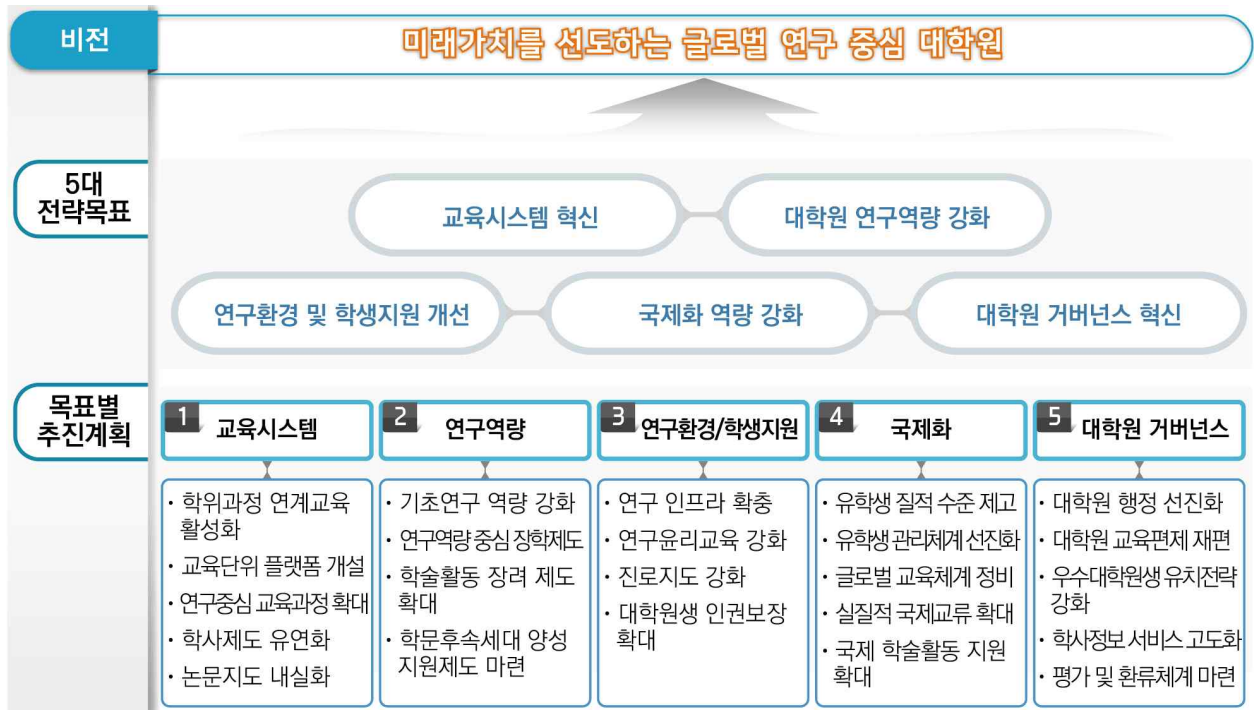 비전
미래가치를 선도하는 글로벌 연구 중심 대학원
5대
전략목표
교육시스템 혁신
대학원 연구역량 강화
연구환경 및 학생지원 개선
국제화 역량 강화
대학원 거버넌스 혁신
목표별
추진계획
1 교육시스템
· 학위과정 연계교육
활성화
· 교육단위 플랫폼 개설
· 연구중심 교육과정 확대
· 학사제도 유연화
· 논문지도 내실화
2 연구역량
· 기초연구 역량 강화
· 연구역량 중심 장학제도
· 학술활동 장려 제도
확대
· 학문후속세대 양성
지원제도 마련
3 연구환경/학생지원
· 연구 인프라 확충
· 연구윤리교육 강화
· 진로지도 강화
· 대학원생 인권보장
확대
4 국제화
· 유학생 질적 수준 제고
· 유학생 관리체계 선진화
· 글로벌 교육체계 정비
· 실질적 국제교류 확대
· 국제 학술활동 지원
확대
5 대학원 거버넌스
· 대학원 행정 선진화
· 대학원 교육편제 재편
· 우수대학원생 유치전략
강화
· 학사정보 서비스 고도화
· 평가 및 환류체계 마련